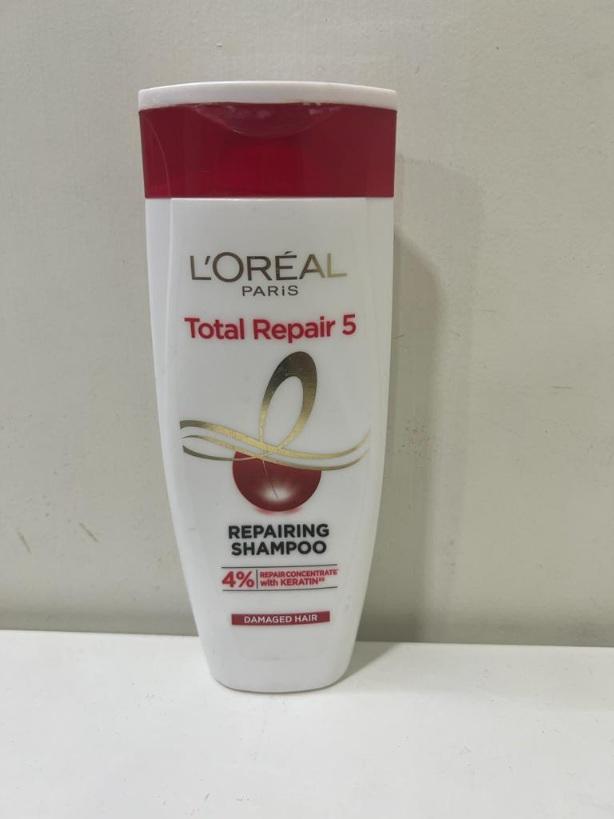 L'ORÉAL
PARiS
Total Repair 5
REPAIRING
SHAMPOO
4% REPAIR CONCENTRATE*
with KERATIN**
DAMAGED HAIR